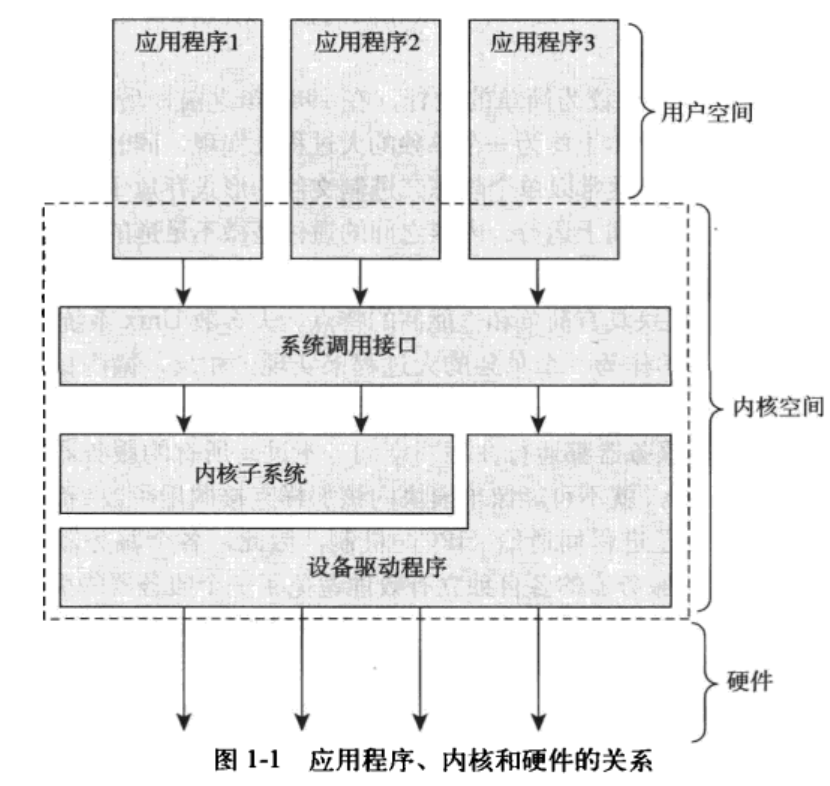 应用程序1
应用程序2
应用程序3
用户空间
系统调用接口
内核空间
内核子系统
设备驱动程序
硬件
图 1-1 应用程序、内核和硬件的关系